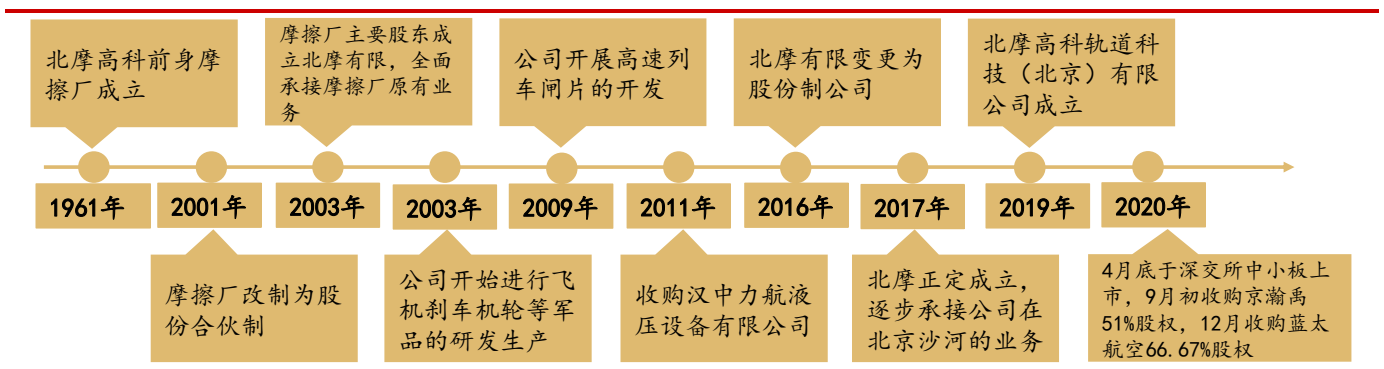 北摩高科前身摩
擦厂成立
摩擦厂主要股东成
立北摩有限，全面
承接摩擦厂原有业
务
公司开展高速列
车闸片的开发
北摩有限变更为
股份制公司
北摩高科轨道科
技（北京）有限
公司成立
1961年
2001年
2003年
2003年
2009年
2011年
2016年
2017年
2019年
2020年
摩擦厂改制为股
份合伙制
公司开始进行飞
机刹车机轮等军
品的研发生产
收购汉中力航液
压设备有限公司
北摩正定成立，
逐步承接公司在
北京沙河的业务
4月底于深交所中小板上
市，9月初收购京瀚禹
51%股权，12月收购蓝太
航空66.67%股权